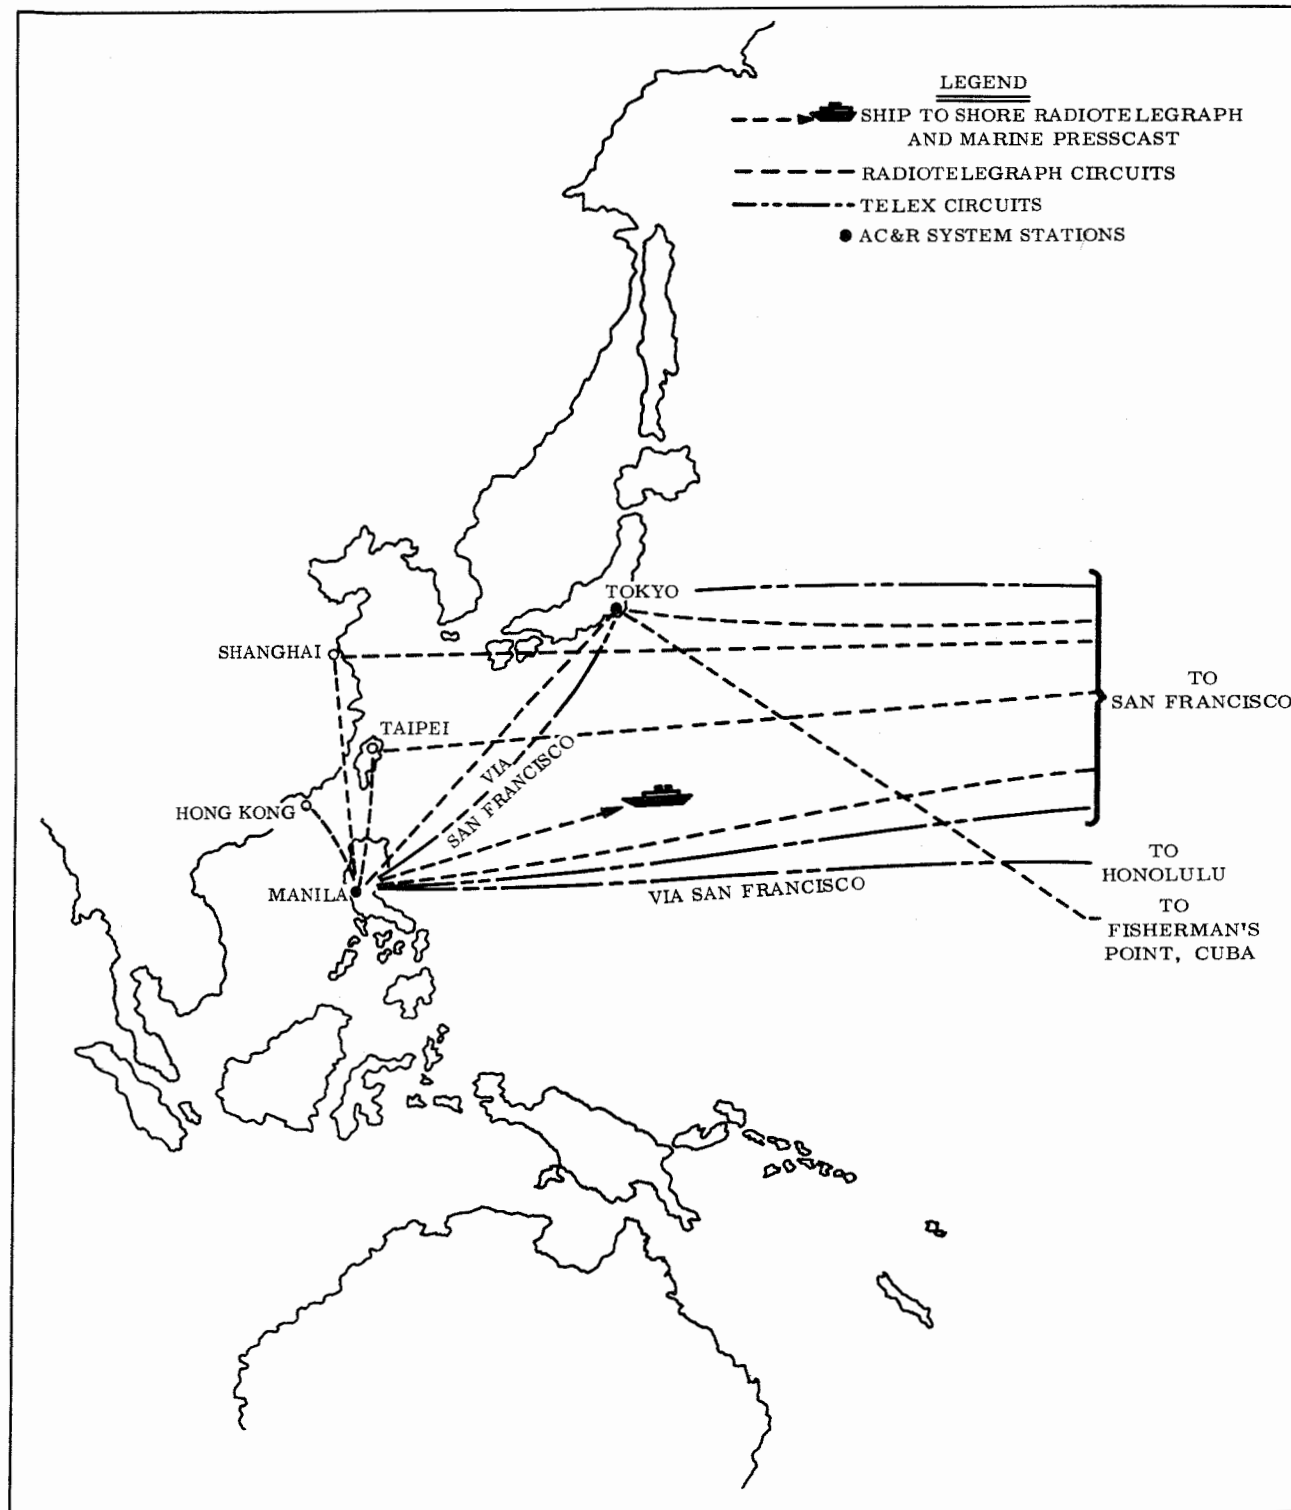 LEGEND
SHIP TO SHORE RADIOTELEGRAPH
AND MARINE PRESSCAST
RADIOTELEGRAPH CIRCUITS
TELEX CIRCUITS
AC&R SYSTEM STATIONS
TOKYO
SHANGHAI
TO
SAN FRANCISCO
TAIPEI
VIA
SAN FRANCISCO
HONG KONG
MANILA
VIA SAN FRANCISCO
TO
HONOLULU
TO
FISHERMAN'S
POINT, CUBA